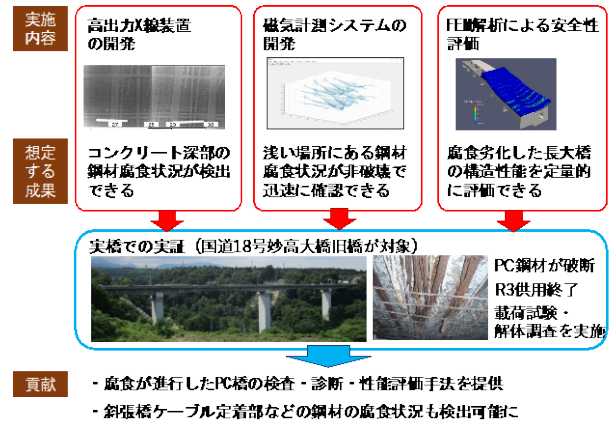 実施
内容
高出力X線装置
の開発
磁気計測システムの
開発
FEM解析による安全性
評価
想定
する
成果
コンクリート深部の
鋼材腐食状況が検出
できる
浅い場所にある鋼材
腐食状況が非破壊で
迅速に確認できる
腐食劣化した長大橋
の構造性能を定量的
に評価できる
実橋での実証（国道18号妙高大橋旧橋が対象）
PC鋼材が破断
R3供用終了
載荷試験・
解体調査を実施
貢献
・腐食が進行したPC橋の検査・診断・性能評価手法を提供
・斜張橋ケーブル定着部などの鋼材の腐食状況も検出可能に